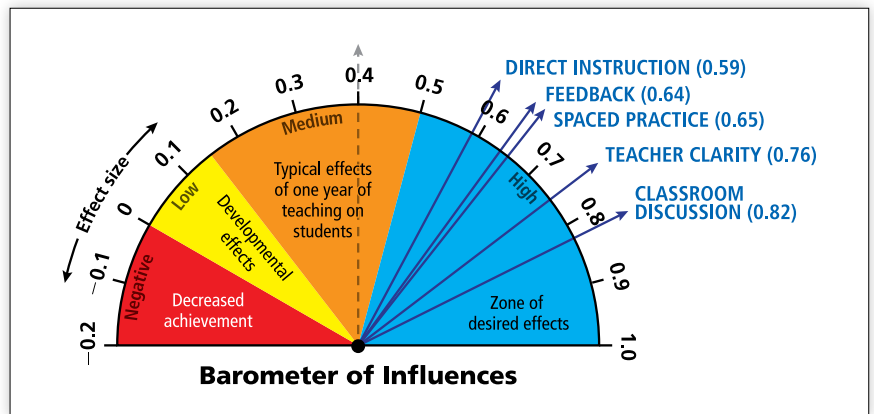 DIRECT INSTRUCTION (0.59)
FEEDBACK (0.64)
SPACED PRACTICE (0.65)
TEACHER CLARITY (0.76)
CLASSROOM
DISCUSSION (0.82)
Effect size
−0.2
−0.1
0
0.1
0.2
0.3
0.4
0.5
0.6
0.7
0.8
0.9
1.0
Negative
Low
Medium
High
Decreased
achievement
Developmental
effects
Typical effects
of one year of
teaching on
students
Zone of
desired effects
Barometer of Influences